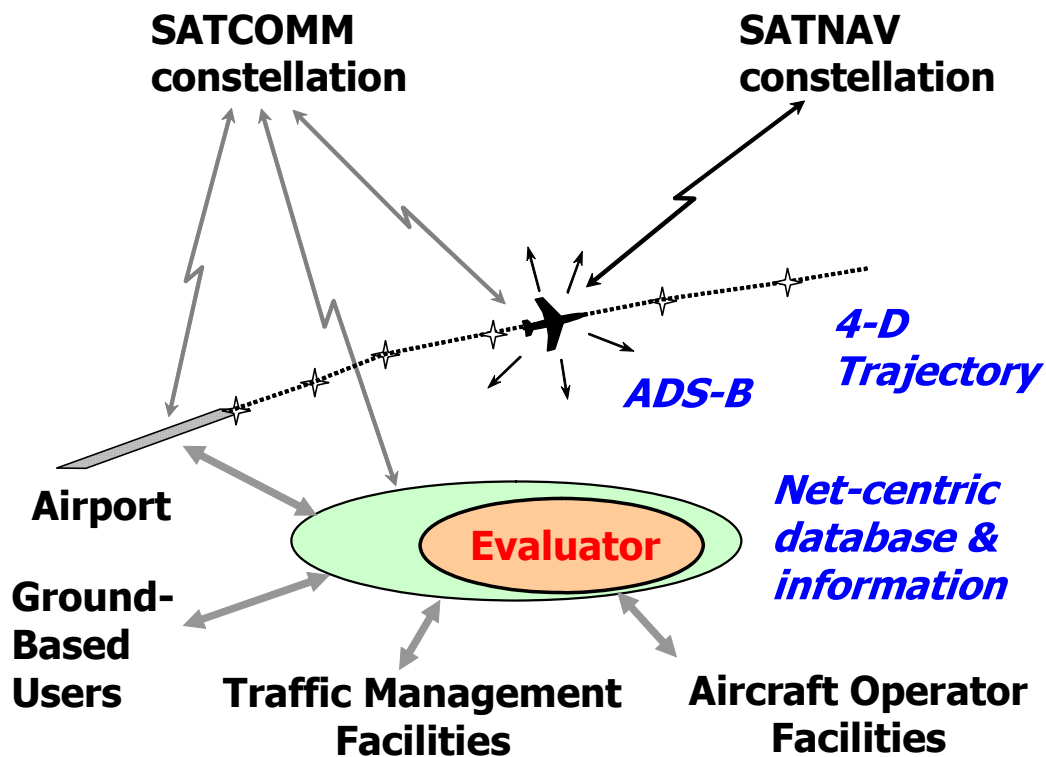 SATCOMM
constellation
SATNAV
constellation
4-D
Trajectory
ADS-B
Airport
Net-centric
database &
information
Evaluator
Ground-
Based
Users
Traffic Management
Facilities
Aircraft Operator
Facilities